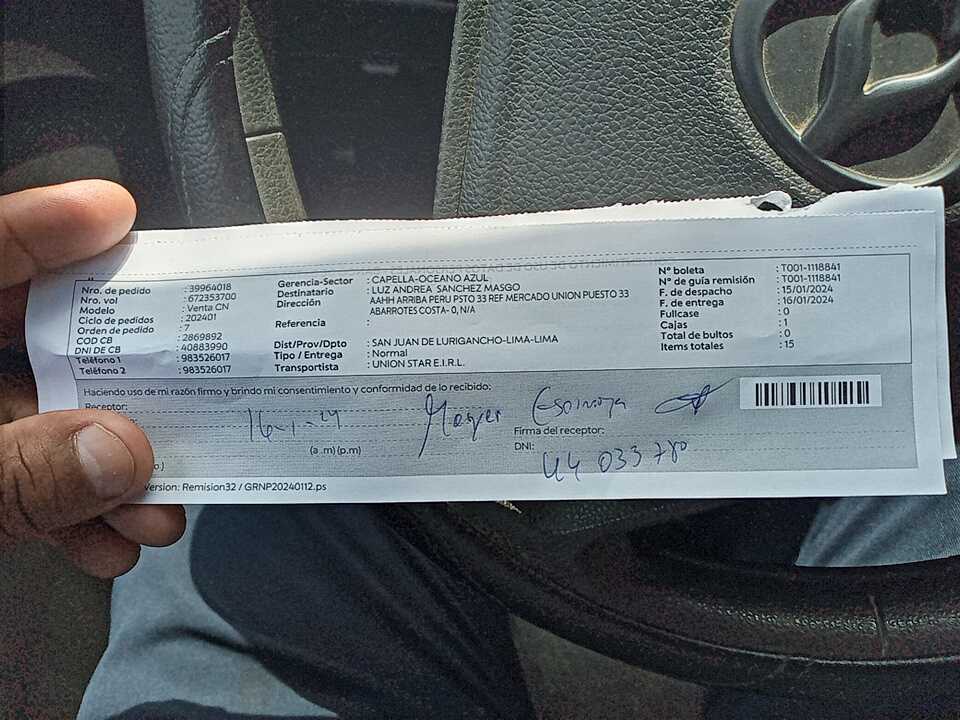 Nro. de pedido : 39964018
Nro. vol : 672353700
Modelo : Venta CN
Ciclo de pedidos : 202401
Orden de pedido : 7
COD CB : 2869892
DNI DE CB : 40883990
Teléfono 1 : 983526017
Teléfono 2 : 983526017
Gerencia-Sector : CAPELLA-OCEANO AZUL
Destinatario : LUZ ANDREA SANCHEZ MASGO
Dirección : AAHH ARRIBA PERU PSTO 33 REF MERCADO UNION PUESTO 33
ABARROTES COSTA- 0, N/A
Referencia :
Dist/Prov/Dpto : SAN JUAN DE LURIGANCHO-LIMA-LIMA
Tipo / Entrega : Normal
Transportista : UNION STAR E.I.R.L.
N° boleta : T001-1118841
N° de guía remisión : T001-1118841
F. de despacho : 15/01/2024
F. de entrega : 16/01/2024
Fullcase : 0
Cajas : 1
Total de bultos : 0
Items totales : 15
Haciendo uso de mi razón firmo y brindo mi consentimiento y conformidad de lo recibido:
Receptor:
16-1-24
(a .m) (p.m)
Espinoza
Firma del receptor:
DNI: 44 033 780
o )
Version: Remision32 / GRNP20240112.ps